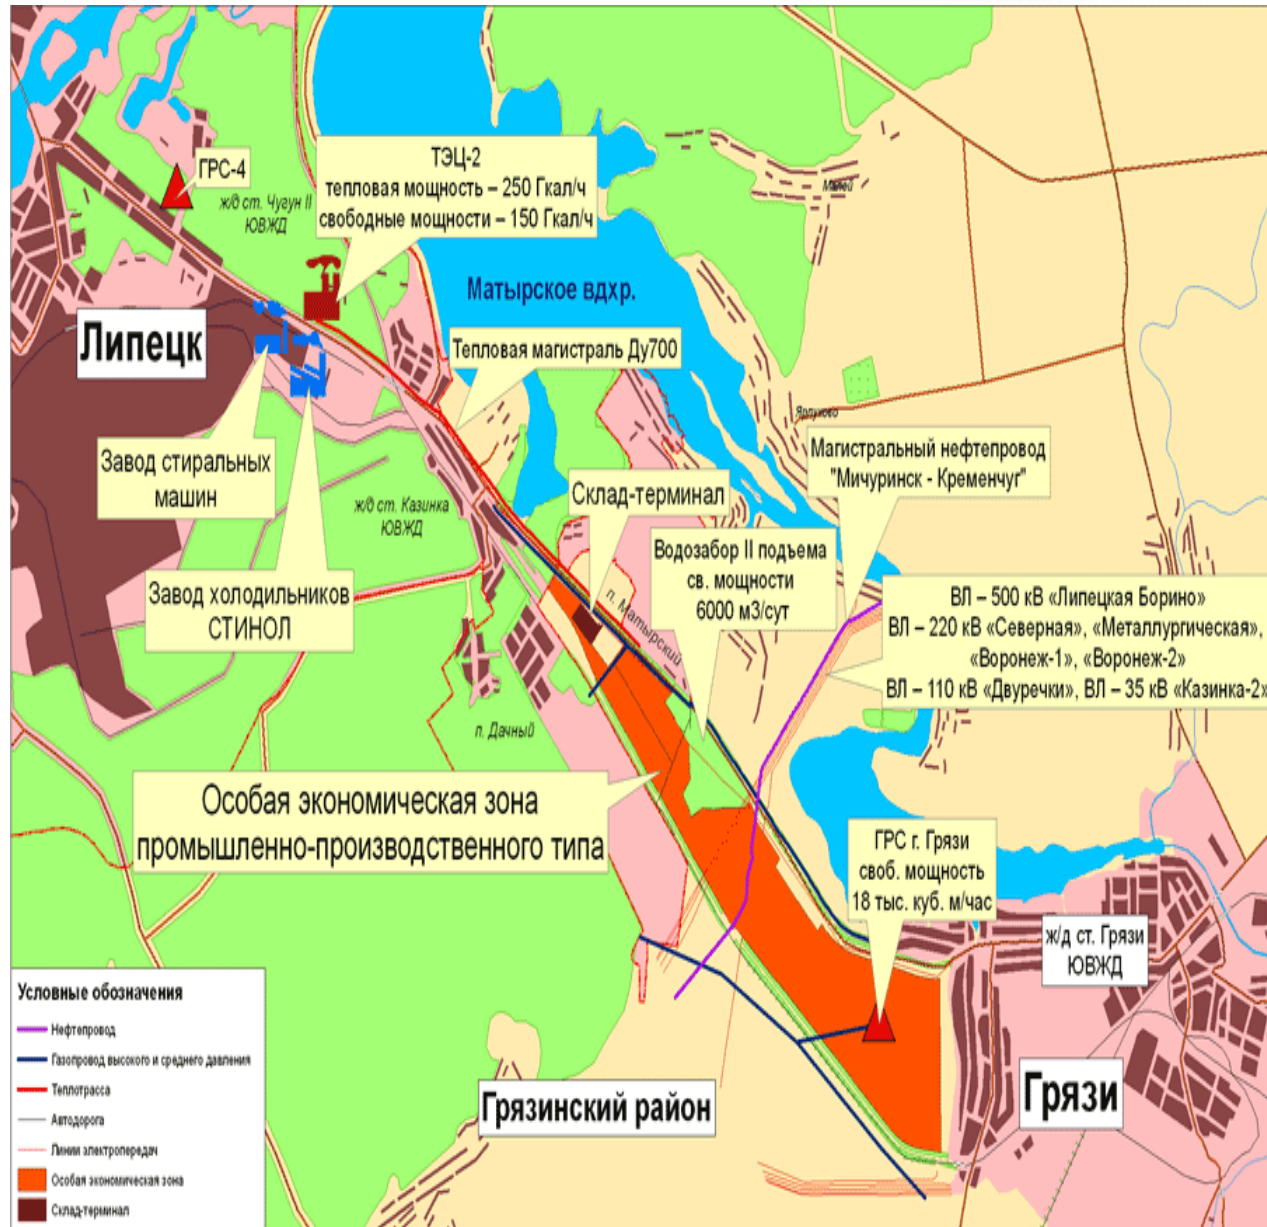 ГРС-4
ж/д ст. Чугун II
ЮВЖД
ТЭЦ-2
тепловая мощность – 250 Гкал/ч
свободные мощности – 150 Гкал/ч
Малей
Матырское вдхр.
Липецк
Тепловая магистраль Ду700
Ярлуково
Завод стиральных
машин
Магистральный нефтепровод
"Мичуринск - Кременчуг"
ж/д ст. Казинка
ЮВЖД
Склад-терминал
Водозабор II подъема
св. мощности
6000 м3/сут
Завод холодильников
СТИНОЛ
п. Матырский
ВЛ – 500 кВ «Липецкая Борино»
ВЛ – 220 кВ «Северная», «Металлургическая»,
«Воронеж-1», «Воронеж-2»
ВЛ – 110 кВ «Двуречки», ВЛ – 35 кВ «Казинка-2»
п. Дачный
Особая экономическая зона
промышленно-производственного типа
ГРС г. Грязи
своб. мощность
18 тыс. куб. м/час
ж/д ст. Грязи
ЮВЖД
Грязинский район
Грязи
Условные обозначения
Нефтепровод
Газопровод высокого и среднего давления
Теплотрасса
Автодорога
Линии электропередач
Особая экономическая зона
Склад-терминал